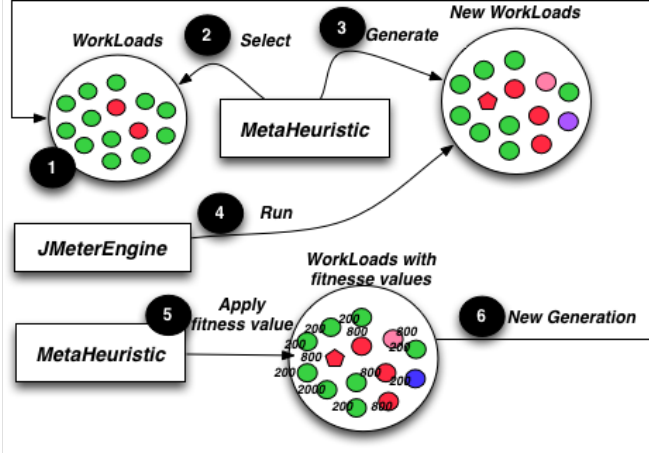 New WorkLoads
WorkLoads
2 Select
3 Generate
MetaHeuristic
1
4 Run
JMeterEngine
WorkLoads with
fitnesse values
5 Apply
fitness value
6 New Generation
MetaHeuristic
200
200
800
800
200
200
800
200
800
200
2000
200
800